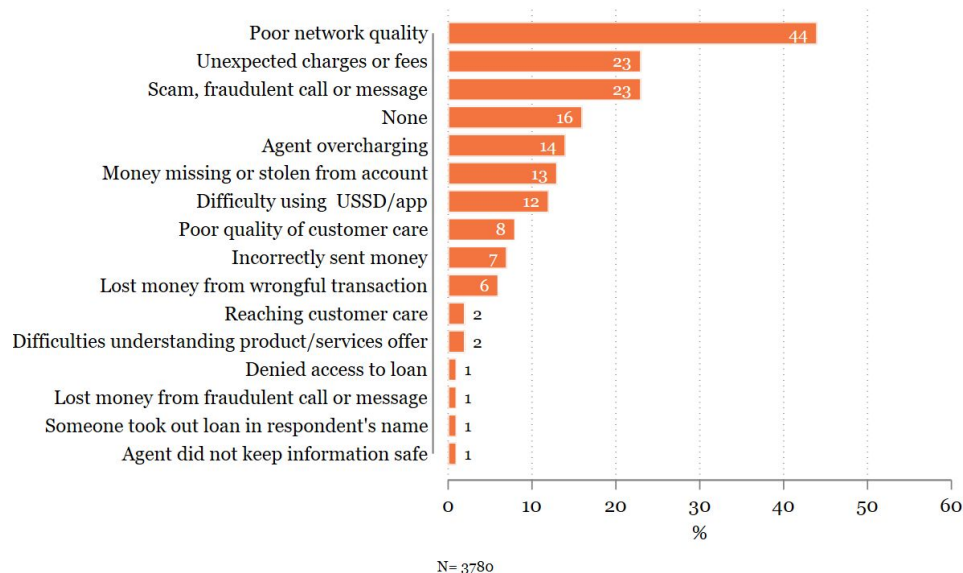 Poor network quality 44
Unexpected charges or fees 23
Scam, fraudulent call or message 23
None 16
Agent overcharging 14
Money missing or stolen from account 13
Difficulty using USSD/app 12
Poor quality of customer care 8
Incorrectly sent money 7
Lost money from wrongful transaction 6
Reaching customer care 2
Difficulties understanding product/services offer 2
Denied access to loan 1
Lost money from fraudulent call or message 1
Someone took out loan in respondent's name 1
Agent did not keep information safe 1
0 10 20 30 40 50 60
%
N= 3780